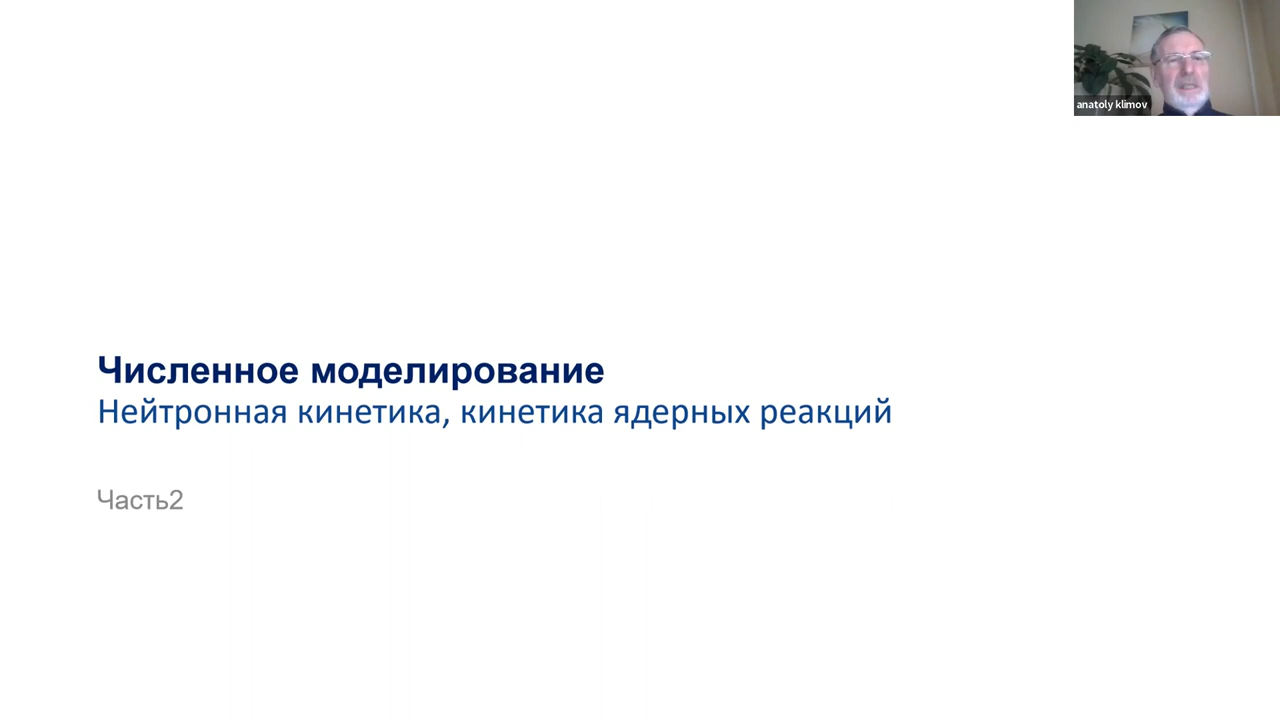 anatoly klimov
Численное моделирование
Нейтронная кинетика, кинетика ядерных реакций
Часть2